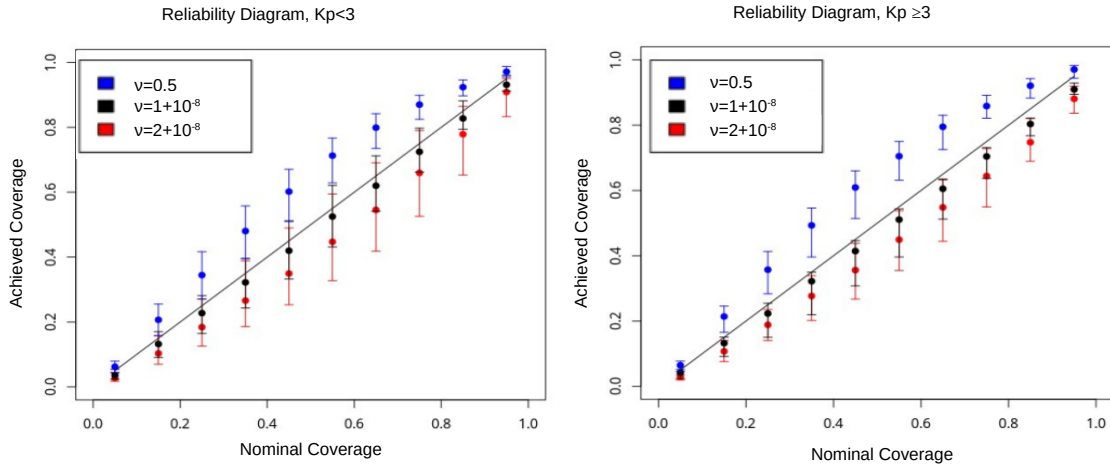 Reliability Diagram, Kp<3
Achieved Coverage
1.0
0.8
0.6
0.4
0.2
0.0
ν=0.5
ν=1+10⁻⁸
ν=2+10⁻⁸
0.0 0.2 0.4 0.6 0.8 1.0
Nominal Coverage
Reliability Diagram, Kp ≥3
Achieved Coverage
1.0
0.8
0.6
0.4
0.2
0.0
ν=0.5
ν=1+10⁻⁸
ν=2+10⁻⁸
0.0 0.2 0.4 0.6 0.8 1.0
Nominal Coverage